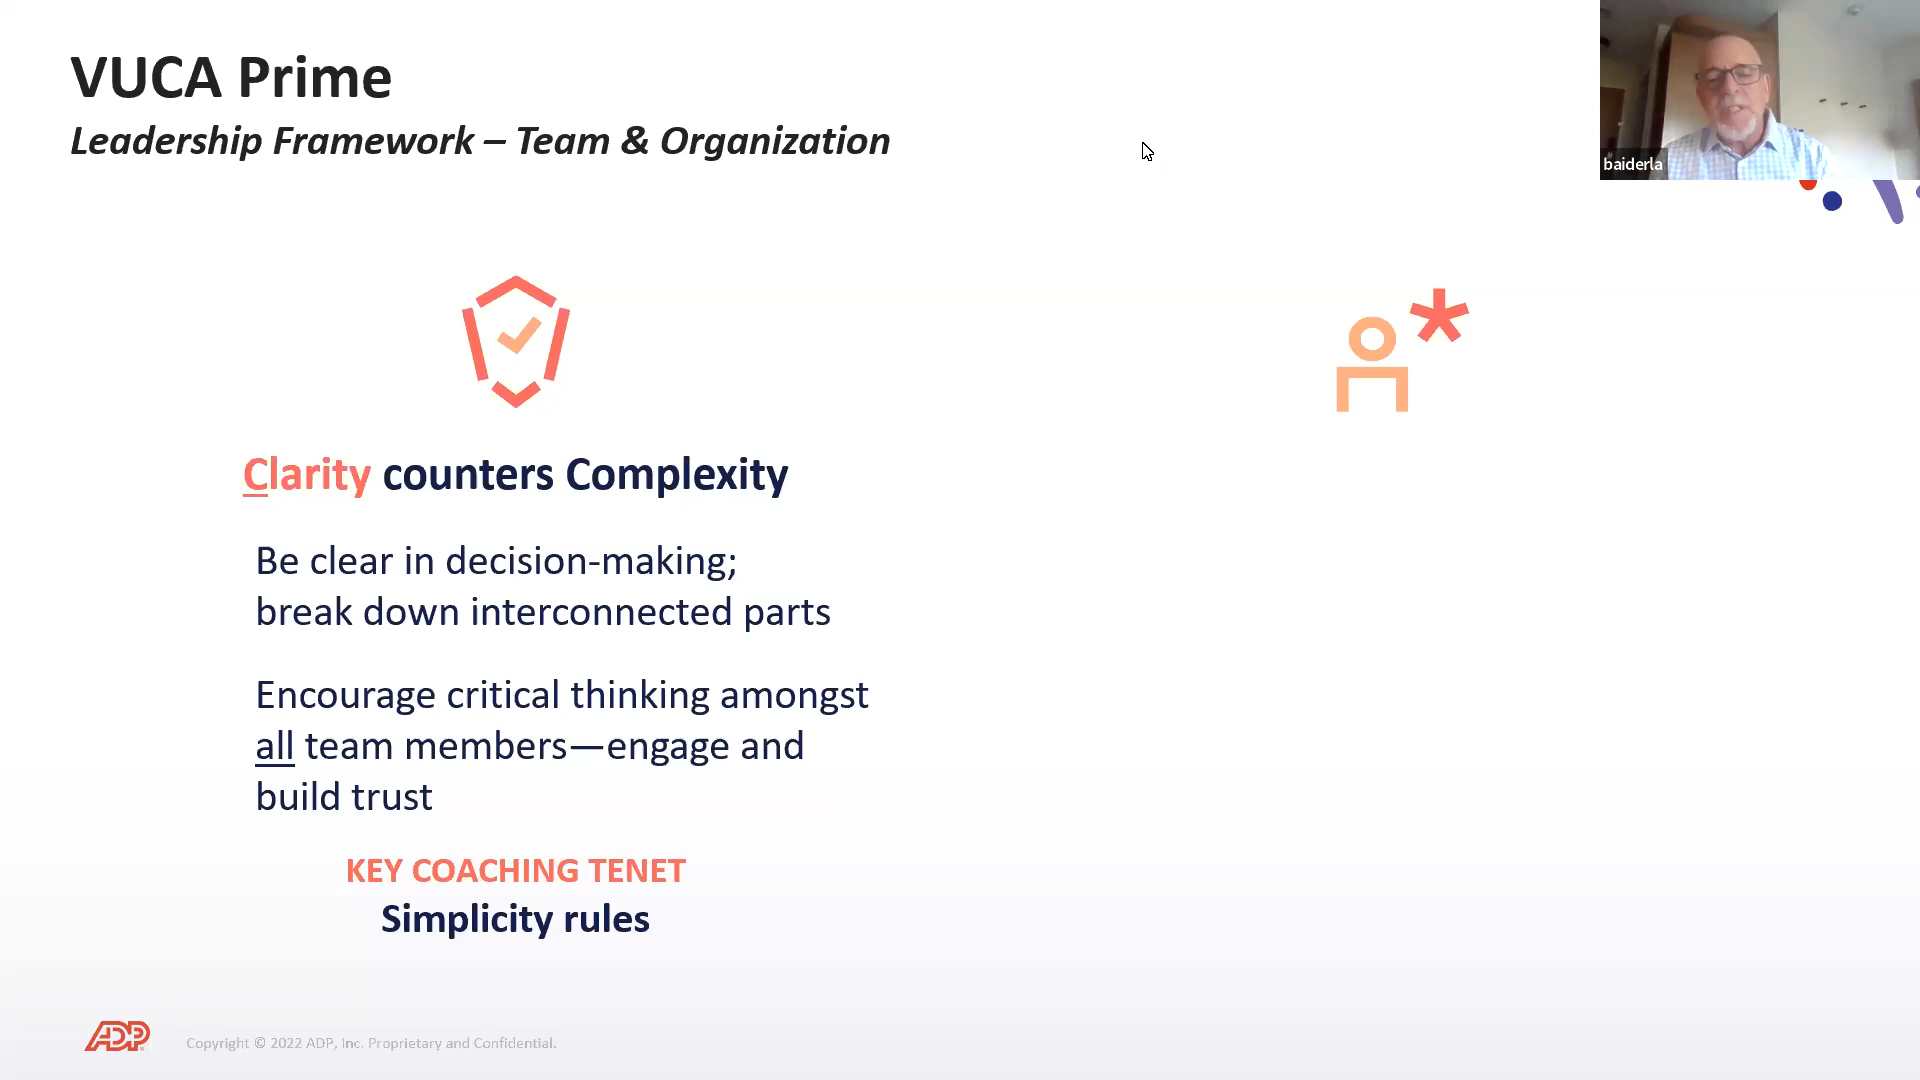 VUCA Prime
Leadership Framework – Team & Organization
baiderla
Clarity counters Complexity
Be clear in decision-making;
break down interconnected parts
Encourage critical thinking amongst
all team members—engage and
build trust
KEY COACHING TENET
Simplicity rules
ADP
Copyright © 2022 ADP, Inc. Proprietary and Confidential.